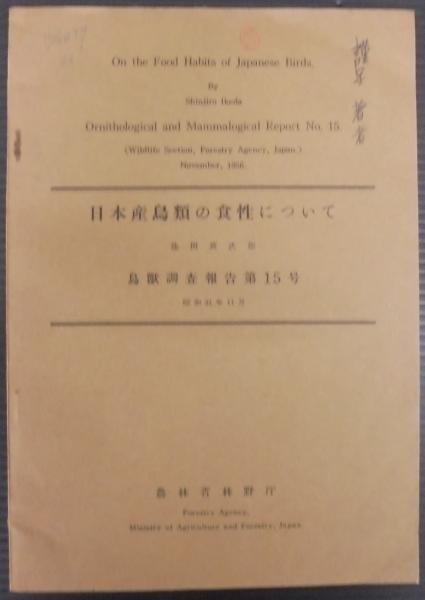 On the Food Habits of Japanese Birds.
By
Shinjiro Ikeda
Ornithological and Mammalogical Report No. 15.
(Wildlife Section, Forestry Agency, Japan.)
November, 1956.
日本産鳥類の食性について
池田真次郎
鳥獣調査報告第15号
昭和31年11月
農林省林野庁
Forestry Agency,
Ministry of Agriculture and Forestry, Japan
著者